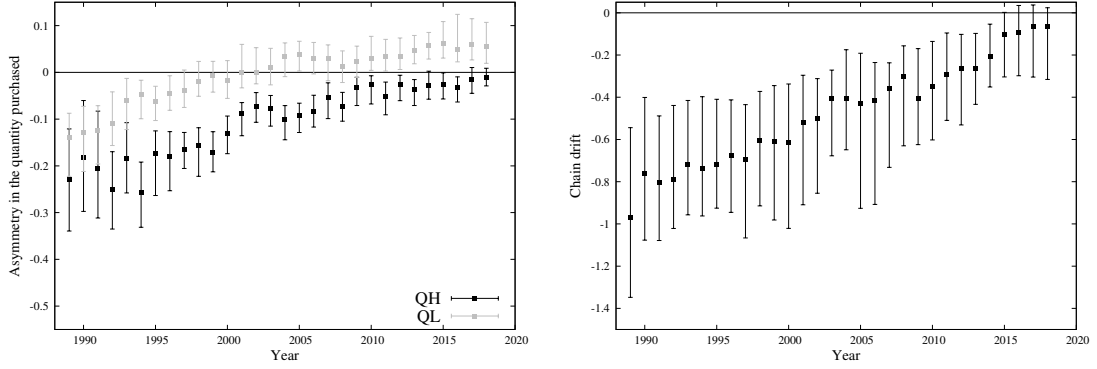 Asymmetry in the quantity purchased
0.1
0
-0.1
-0.2
-0.3
-0.4
-0.5
1990 1995 2000 2005 2010 2015 2020
Year
QH
QL
Chain drift
0
-0.2
-0.4
-0.6
-0.8
-1
-1.2
-1.4
1990 1995 2000 2005 2010 2015 2020
Year